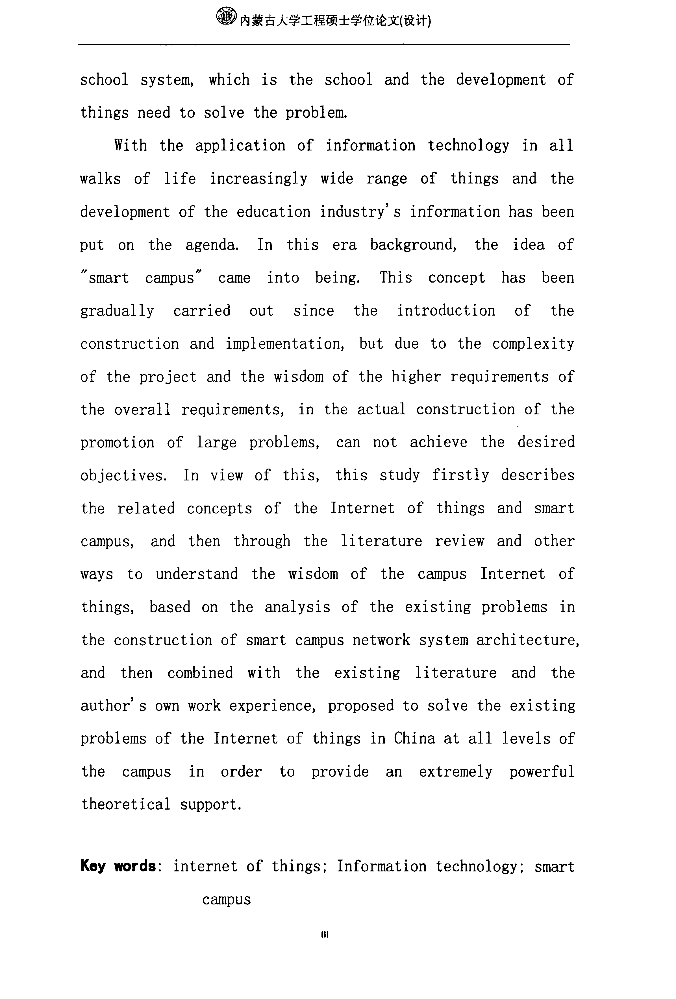 内蒙古大学工程硕士学位论文(设计)
school system, which is the school and the development of
things need to solve the problem.
With the application of information technology in all
walks of life increasingly wide range of things and the
development of the education industry's information has been
put on the agenda. In this era background, the idea of
"smart campus" came into being. This concept has been
gradually carried out since the introduction of the
construction and implementation, but due to the complexity
of the project and the wisdom of the higher requirements of
the overall requirements, in the actual construction of the
promotion of large problems, can not achieve the desired
objectives. In view of this, this study firstly describes
the related concepts of the Internet of things and smart
campus, and then through the literature review and other
ways to understand the wisdom of the campus Internet of
things, based on the analysis of the existing problems in
the construction of smart campus network system architecture,
and then combined with the existing literature and the
author's own work experience, proposed to solve the existing
problems of the Internet of things in China at all levels of
the campus in order to provide an extremely powerful
theoretical support.
Key words: internet of things; Information technology; smart
campus
III